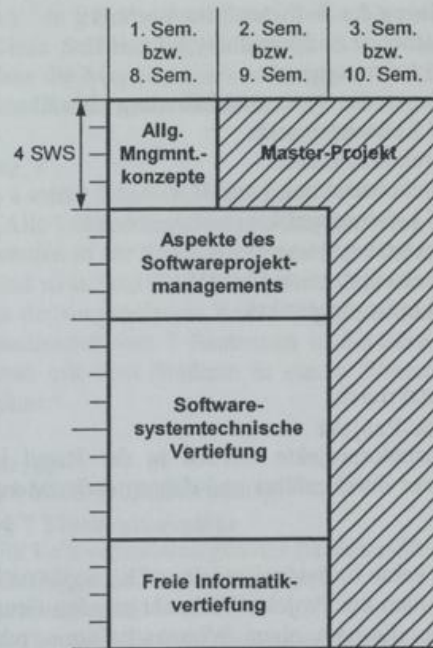 1. Sem.
bzw.
8. Sem.
2. Sem.
bzw.
9. Sem.
3. Sem.
bzw.
10. Sem.
4 SWS
Allg.
Mngmnt.-
konzepte
Master-Projekt
Aspekte des
Softwareprojekt-
managements
Software-
systemtechnische
Vertiefung
Freie Informatik-
vertiefung